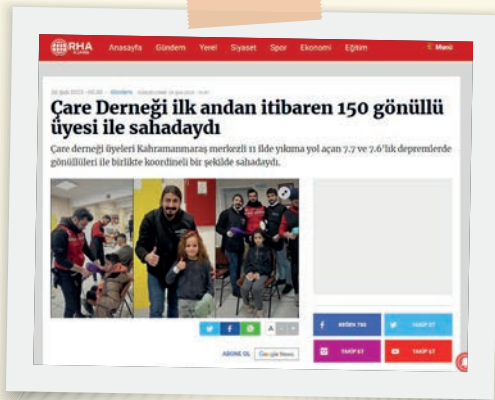 RHA
AJANS
Anasayfa Gündem Yerel Siyaset Spor Ekonomi Eğitim Menü
Gündem
Çare Derneği ilk andan itibaren 150 gönüllü
üyesi ile sahadaydı
Çare derneği üyeleri Kahramanmaraş merkezli 11 ilde yıkıma yol açan 7.7 ve 7.6'lık depremlerde
gönüllüleri ile birlikte koordineli bir şekilde sahadaydı.
A - +
BEĞEN 750
TAKİP ET
ABONE OL Google News
TAKİP ET
TAKİP ET